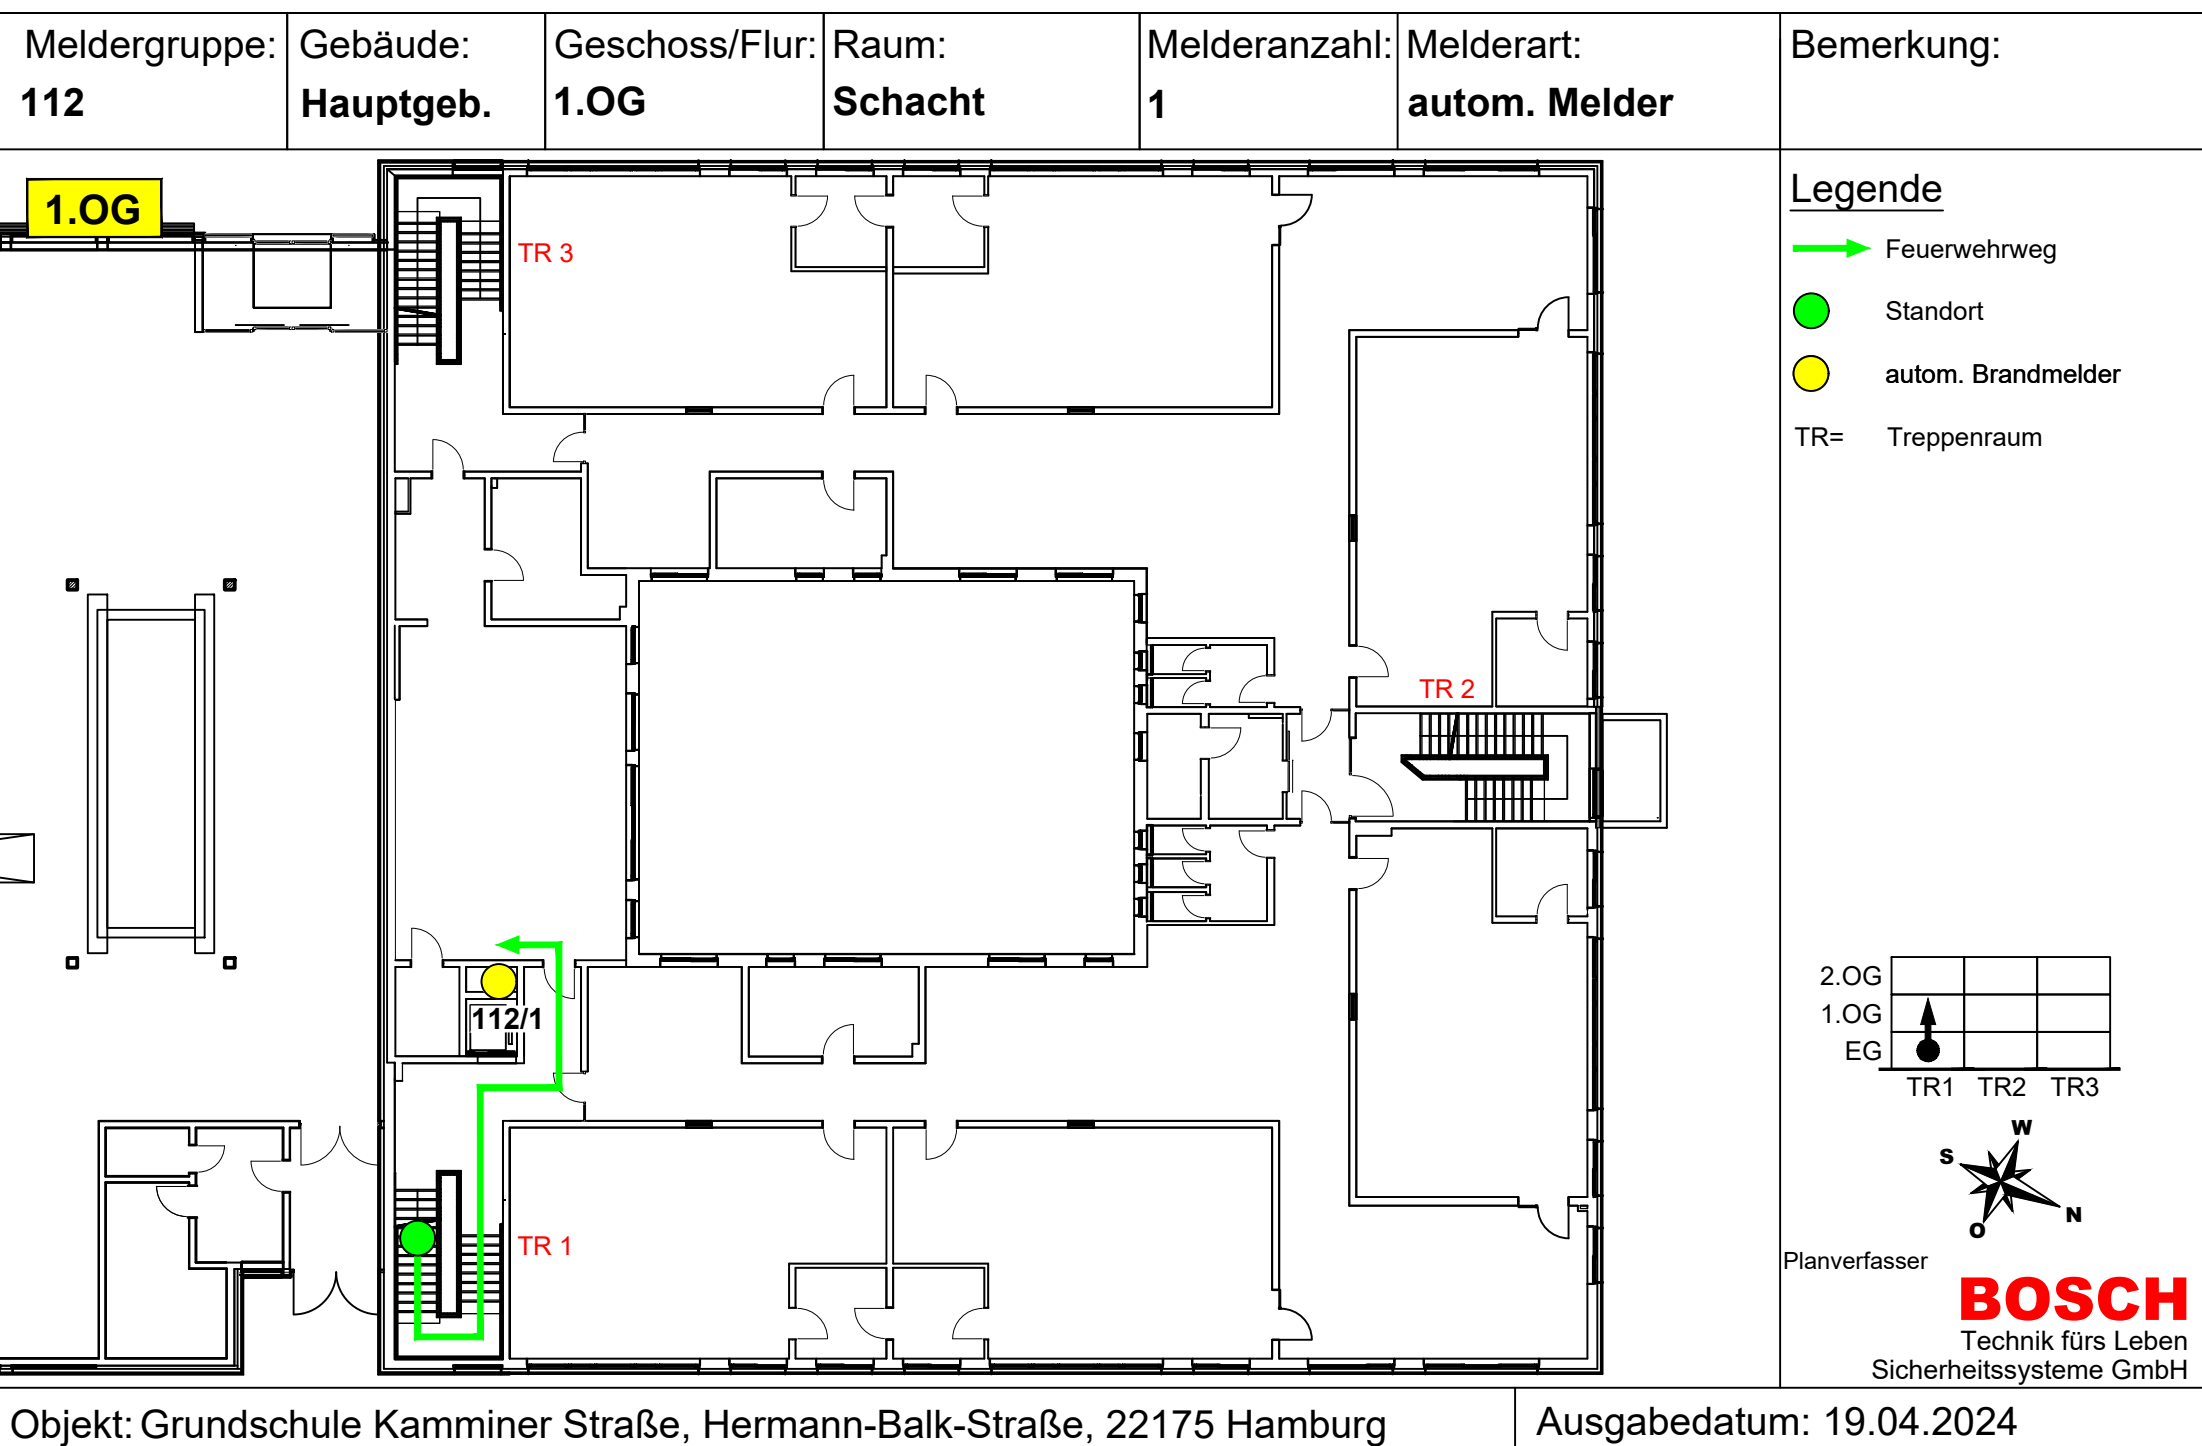 Meldergruppe: Gebäude: Geschoss/Flur: Raum: Melderanzahl: Melderart: Bemerkung:
112 Hauptgeb. 1.OG Schacht 1 autom. Melder
1.OG
Legende
Feuerwehrweg
Standort
autom. Brandmelder
TR= Treppenraum
TR 3
TR 2
112/1
TR 1
2.OG
1.OG
EG
TR1 TR2 TR3
W
S
N
O
Planverfasser
BOSCH
Technik fürs Leben
Sicherheitssysteme GmbH
Objekt: Grundschule Kamminer Straße, Hermann-Balk-Straße, 22175 Hamburg Ausgabedatum: 19.04.2024